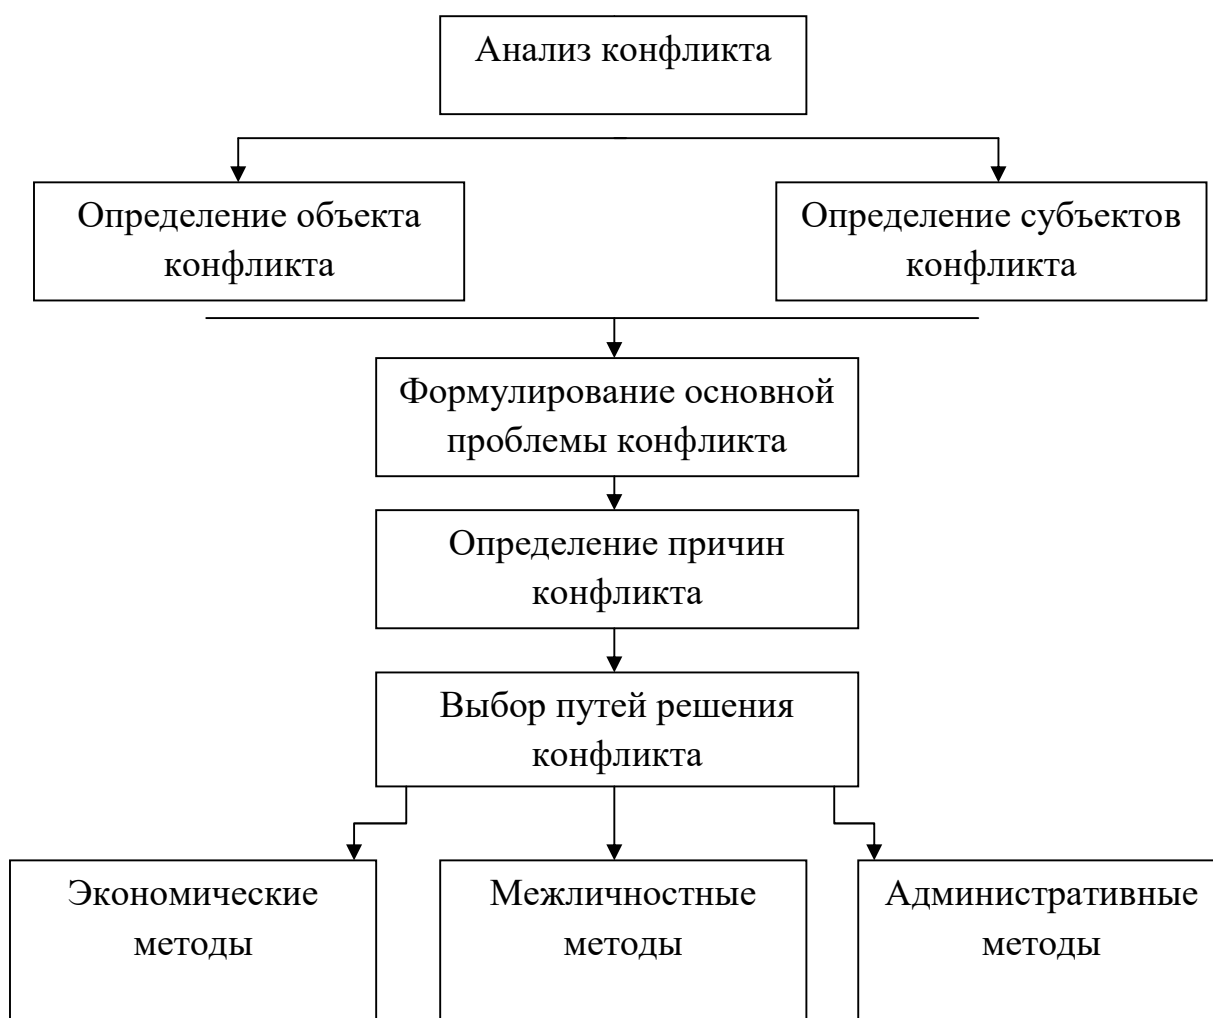 Анализ конфликта
Определение объекта
конфликта
Определение субъектов
конфликта
Формулирование основной
проблемы конфликта
Определение причин
конфликта
Выбор путей решения
конфликта
Экономические
методы
Межличностные
методы
Административные
методы